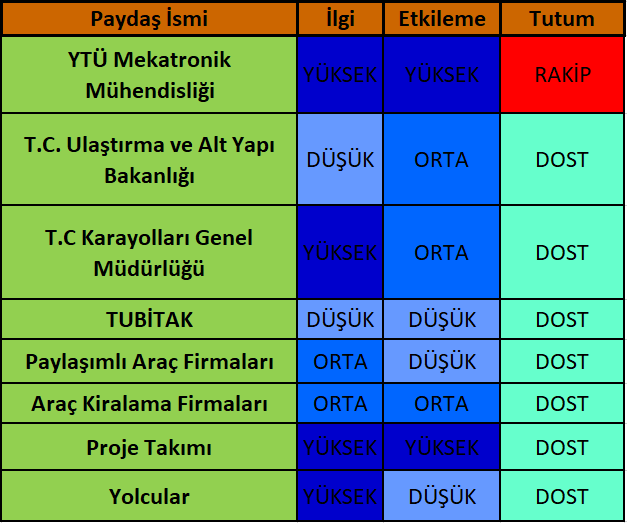 Paydaş İsmi İlgi Etkileme Tutum
YTÜ Mekatronik
Mühendisliği
YÜKSEK YÜKSEK RAKİP
T.C. Ulaştırma ve Alt Yapı
Bakanlığı
DÜŞÜK ORTA DOST
T.C Karayolları Genel
Müdürlüğü
YÜKSEK ORTA DOST
TUBİTAK DÜŞÜK DÜŞÜK DOST
Paylaşımlı Araç Firmaları ORTA DÜŞÜK DOST
Araç Kiralama Firmaları ORTA ORTA DOST
Proje Takımı YÜKSEK YÜKSEK DOST
Yolcular YÜKSEK DÜŞÜK DOST